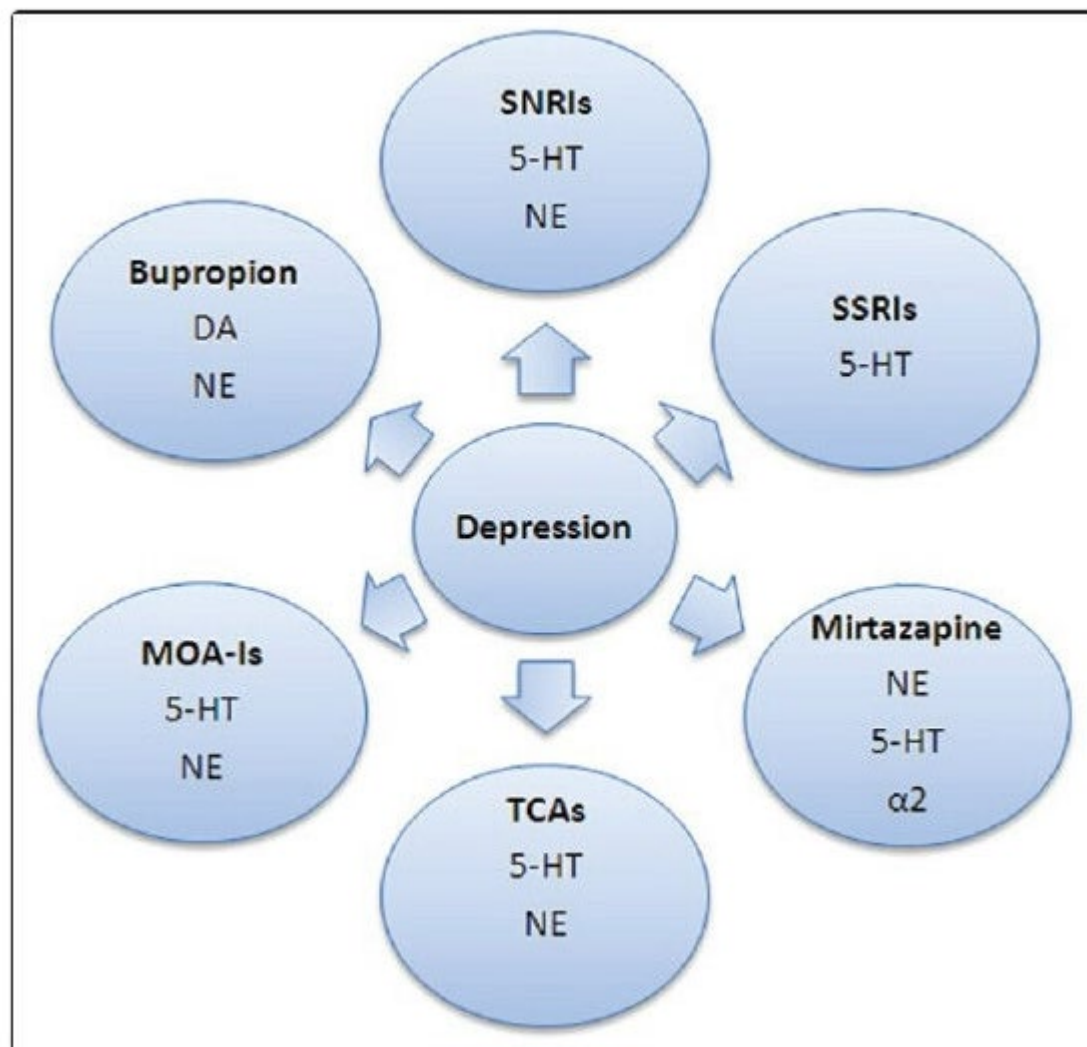 SNRIs
5-HT
NE
Bupropion
DA
NE
SSRIs
5-HT
Depression
MOA-Is
5-HT
NE
Mirtazapine
NE
5-HT
α2
TCAs
5-HT
NE